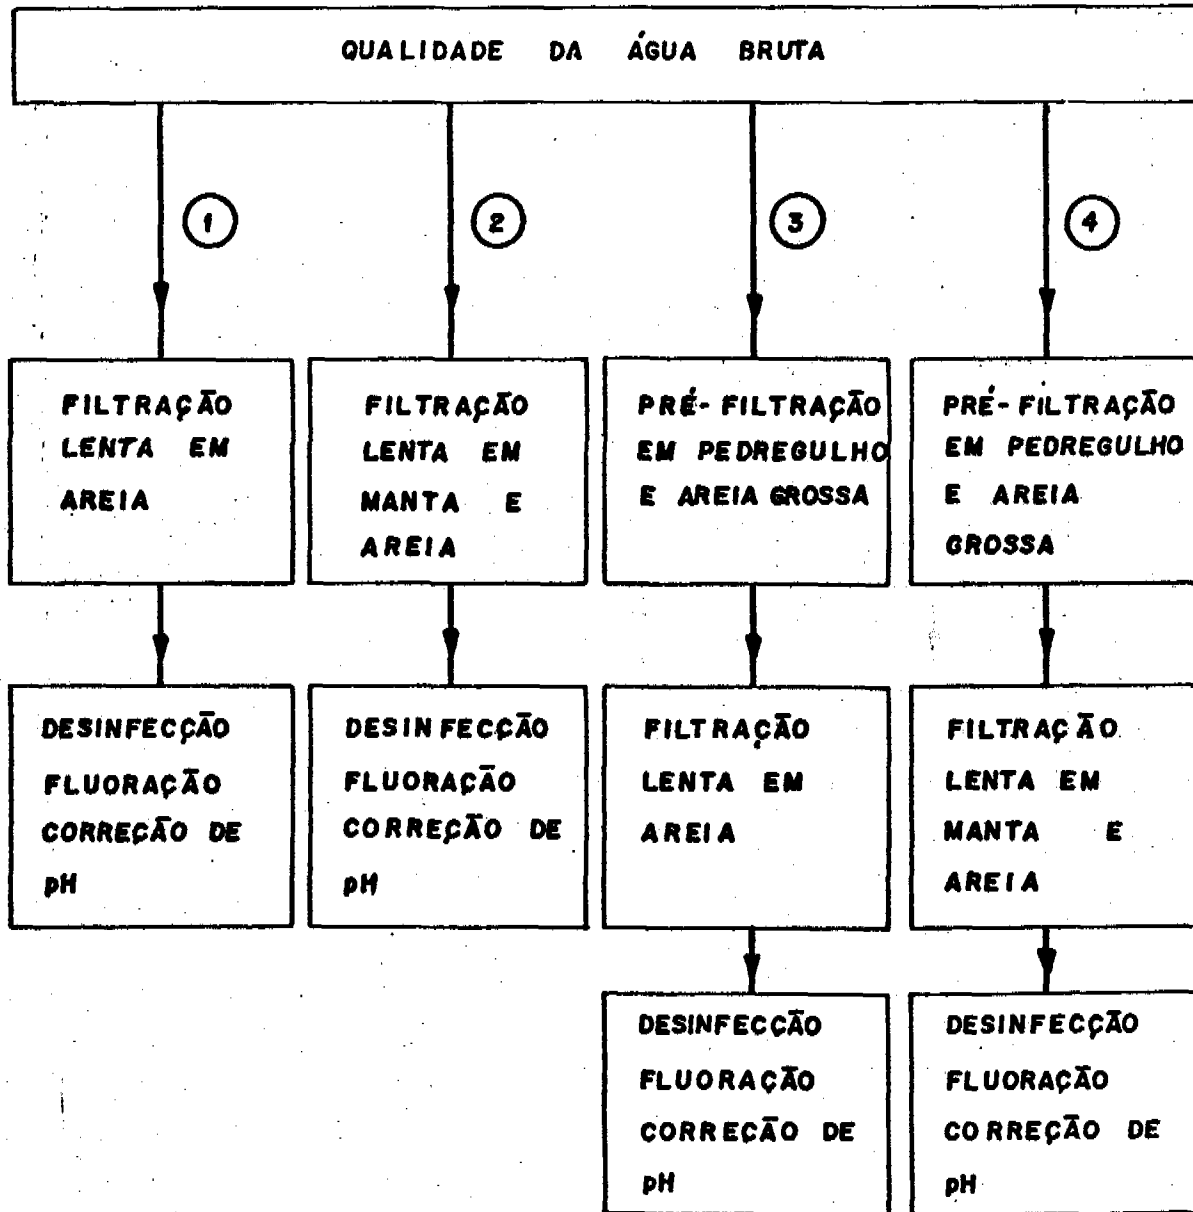 QUALIDADE DA ÁGUA BRUTA
1
2
3
4
FILTRAÇÃO
LENTA EM
AREIA
FILTRAÇÃO
LENTA EM
MANTA E
AREIA
PRÉ-FILTRAÇÃO
EM PEDREGULHO
E AREIA GROSSA
PRÉ-FILTRAÇÃO
EM PEDREGULHO
E AREIA
GROSSA
DESINFECÇÃO
FLUORAÇÃO
CORREÇÃO DE
pH
DESINFECÇÃO
FLUORAÇÃO
CORREÇÃO DE
pH
FILTRAÇÃO
LENTA EM
AREIA
FILTRAÇÃO
LENTA EM
MANTA E
AREIA
DESINFECÇÃO
FLUORAÇÃO
CORREÇÃO DE
pH
DESINFECÇÃO
FLUORAÇÃO
CORREÇÃO DE
pH